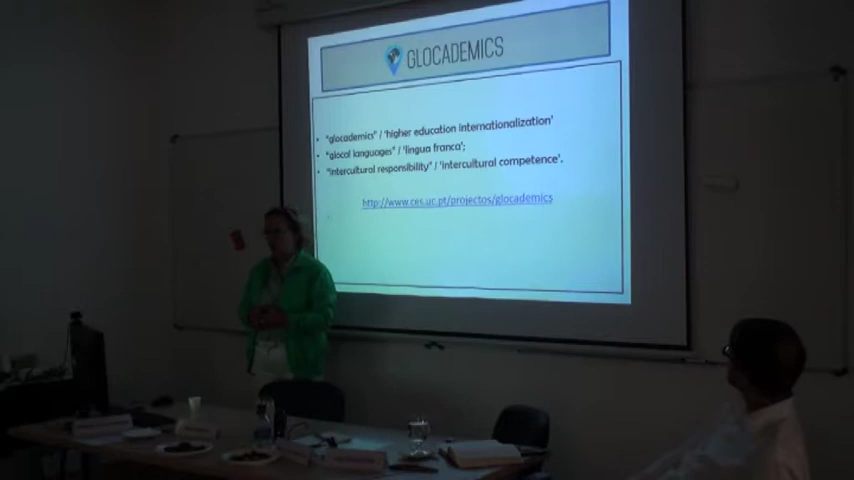 GLOCADEMICS
• "glocademics" / 'higher education internationalization'
• "glocal languages" / 'lingua franca';
• "intercultural responsibility" / 'intercultural competence'.
http://www.ces.uc.pt/projectos/glocademics